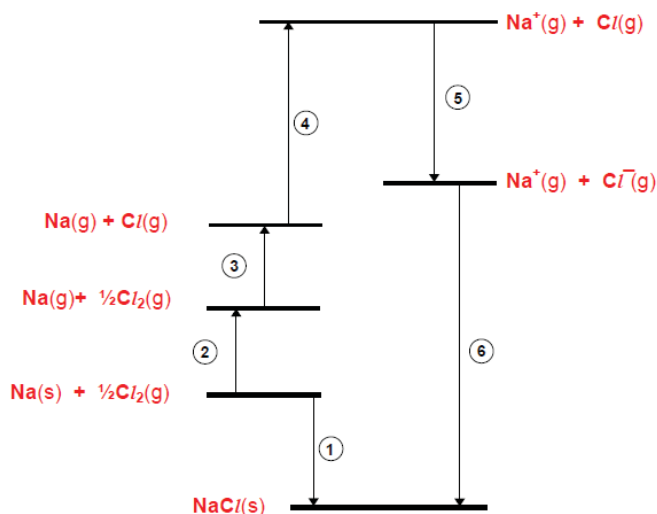 Na⁺(g) + Cl(g)
5
4
Na⁺(g) + Cl⁻(g)
Na(g) + Cl(g)
3
Na(g)+ ½Cl₂(g)
2
6
Na(s) + ½Cl₂(g)
1
NaCl(s)